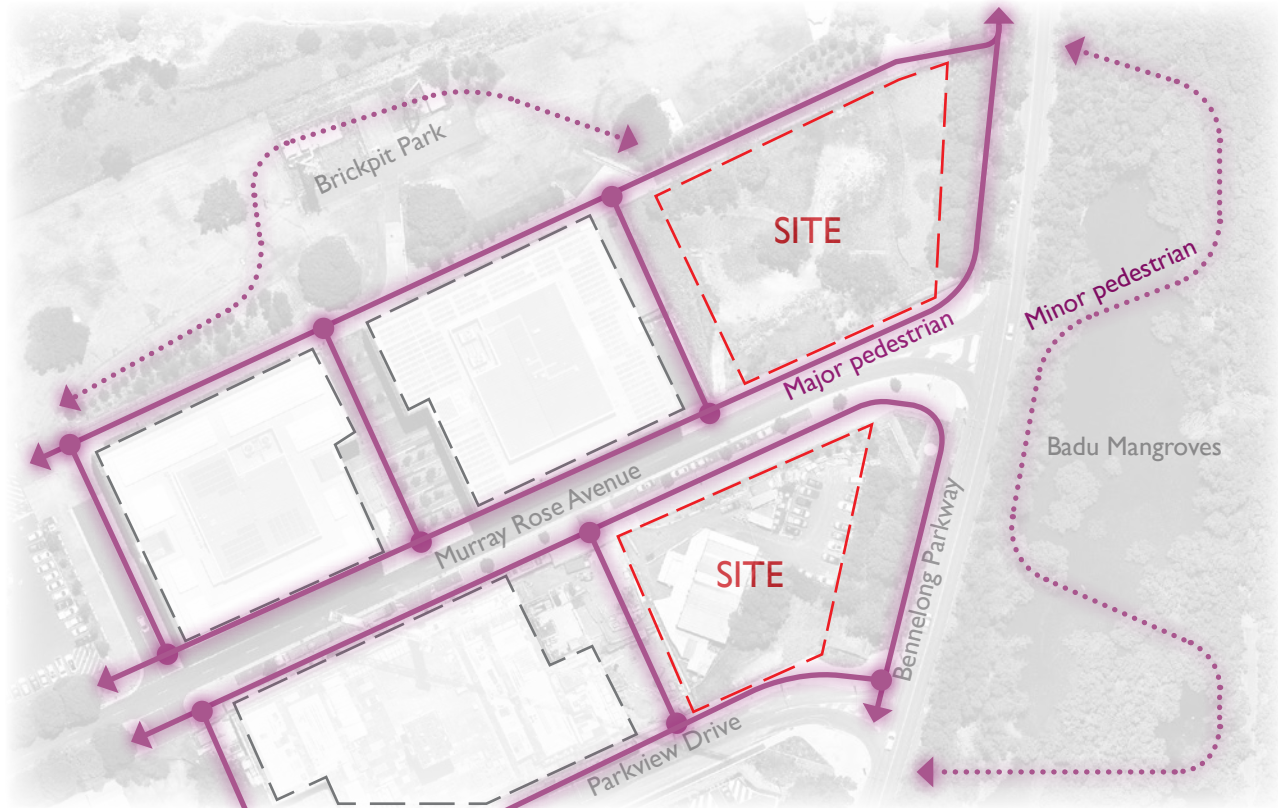 Brickpit Park
SITE
Minor pedestrian
Major pedestrian
Badu Mangroves
Murray Rose Avenue
SITE
Bennelong Parkway
Parkview Drive